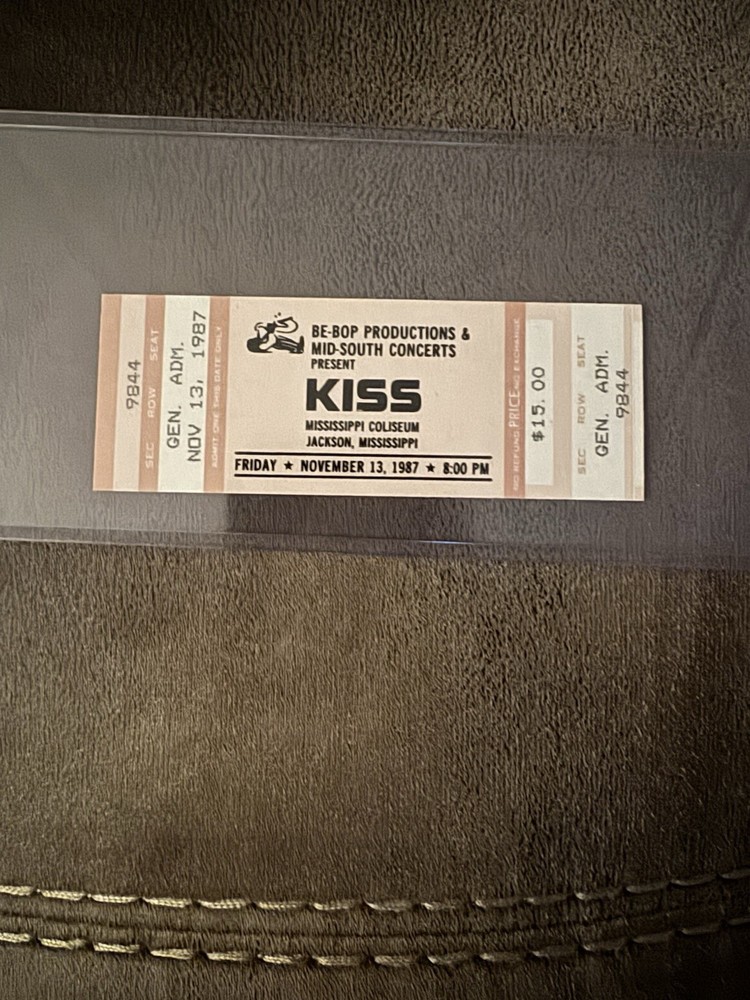 9844
SEC ROW SEAT
GEN. ADM.
NOV 13, 1987
ADMIT ONE THIS DATE ONLY
BE-BOP PRODUCTIONS &
MID-SOUTH CONCERTS
PRESENT
KISS
MISSISSIPPI COLISEUM
JACKSON, MISSISSIPPI
FRIDAY ★ NOVEMBER 13, 1987 ★ 8:00 PM
NO REFUND PRICE NO EXCHANGE
$15.00
SEC ROW SEAT
GEN. ADM.
9844